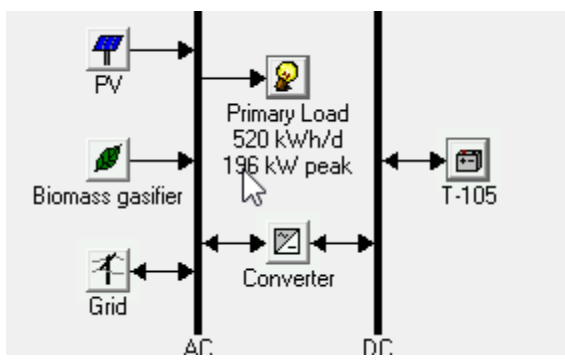 PV
Primary Load
520 kWh/d
196 kW peak
Biomass gasifier
T-105
Converter
Grid
AC
DC